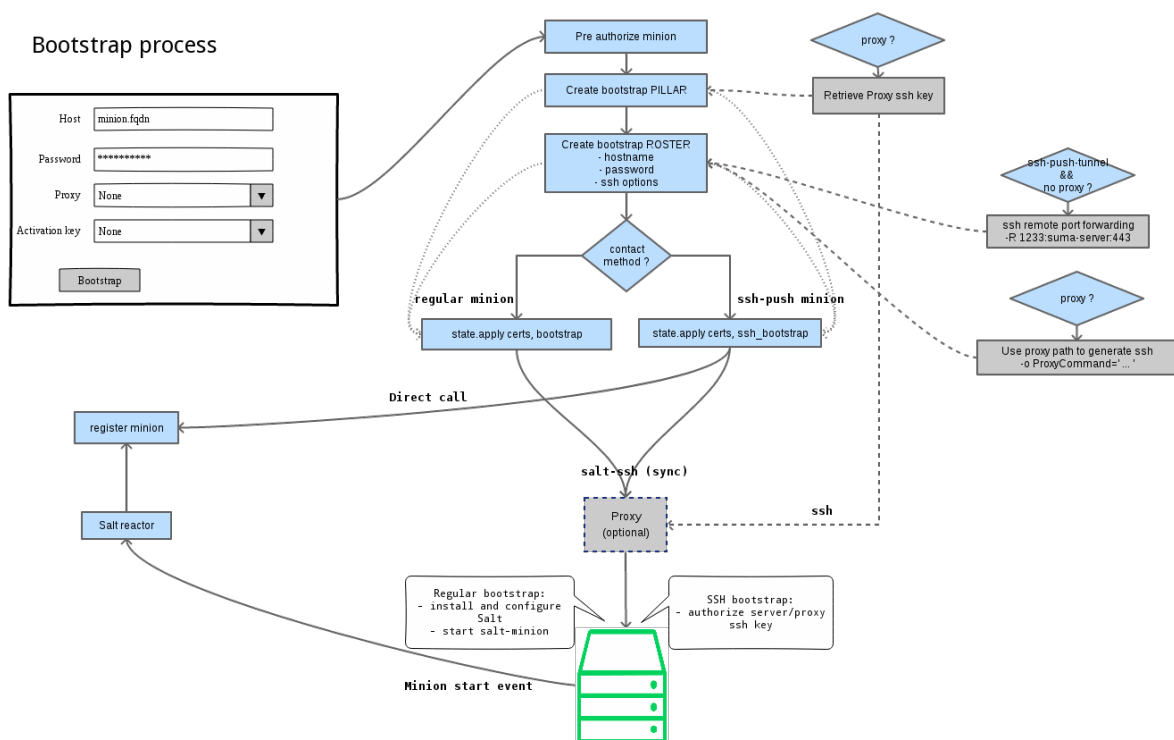 Bootstrap process
Host
minion.fqdn
Password
**********
Proxy
None
Activation key
None
Bootstrap
Pre authorize minion
Create bootstrap PILLAR
Create bootstrap ROSTER
- hostname
- password
- ssh options
contact
method ?
regular minion
ssh-push minion
state.apply certs, bootstrap
state.apply certs, ssh_bootstrap
proxy ?
Retrieve Proxy ssh key
ssh-push-tunnel
&&
no proxy ?
ssh remote port forwarding
-R 1233:suma-server:443
proxy ?
Use proxy path to generate ssh
-o ProxyCommand=' ... '
Direct call
register minion
Salt reactor
salt-ssh (sync)
Proxy
(optional)
ssh
Regular bootstrap:
- install and configure
Salt
- start salt-minion
SSH bootstrap:
- authorize server/proxy
ssh key
Minion start event